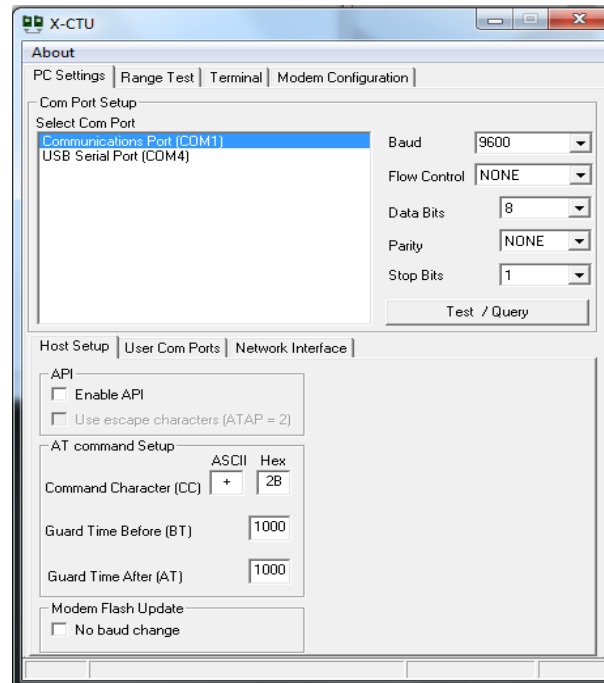 X-CTU
About
PC Settings Range Test Terminal Modem Configuration
Com Port Setup
Select Com Port
Communications Port (COM1)
USB Serial Port (COM4)
Baud 9600
Flow Control NONE
Data Bits 8
Parity NONE
Stop Bits 1
Test / Query
Host Setup User Com Ports Network Interface
API
Enable API
Use escape characters (ATAP = 2)
AT command Setup
ASCII Hex
Command Character (CC) + 2B
Guard Time Before (BT) 1000
Guard Time After (AT) 1000
Modem Flash Update
No baud change